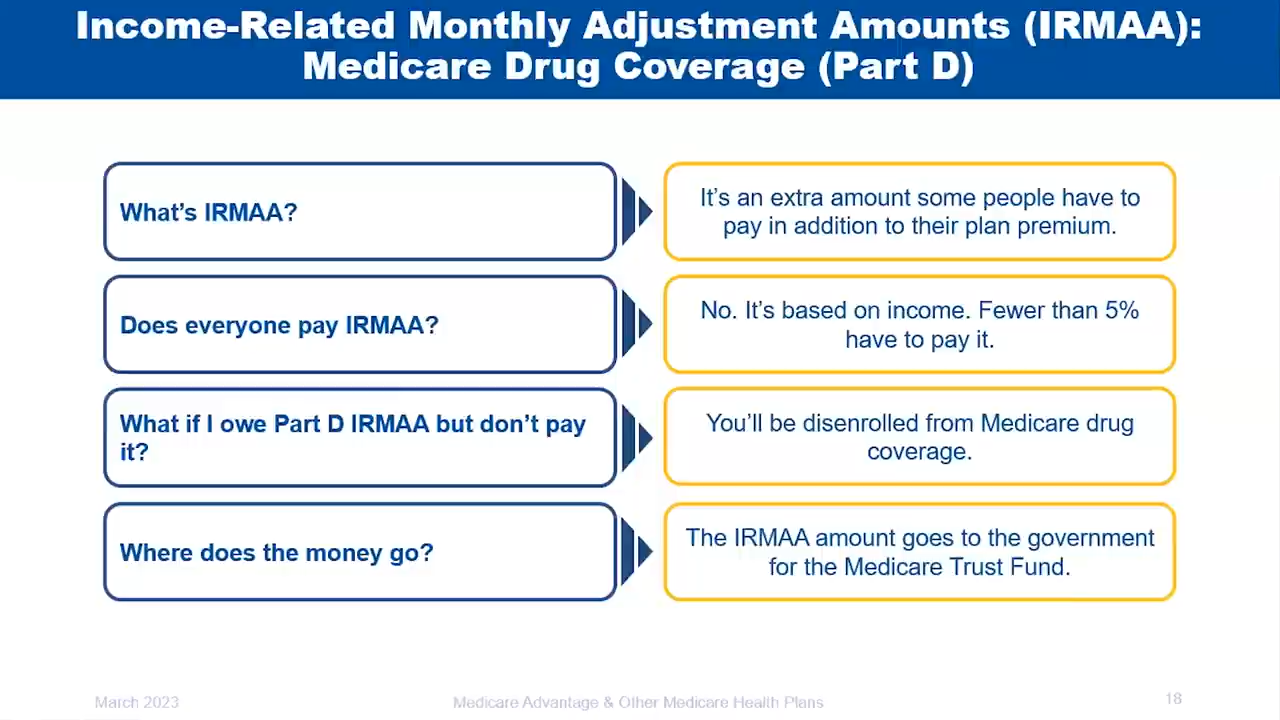 Income-Related Monthly Adjustment Amounts (IRMAA):
Medicare Drug Coverage (Part D)
What's IRMAA?
It's an extra amount some people have to
pay in addition to their plan premium.
Does everyone pay IRMAA?
No. It's based on income. Fewer than 5%
have to pay it.
What if I owe Part D IRMAA but don't pay
it?
You'll be disenrolled from Medicare drug
coverage.
Where does the money go?
The IRMAA amount goes to the government
for the Medicare Trust Fund.
March 2023
Medicare Advantage & Other Medicare Health Plans
18